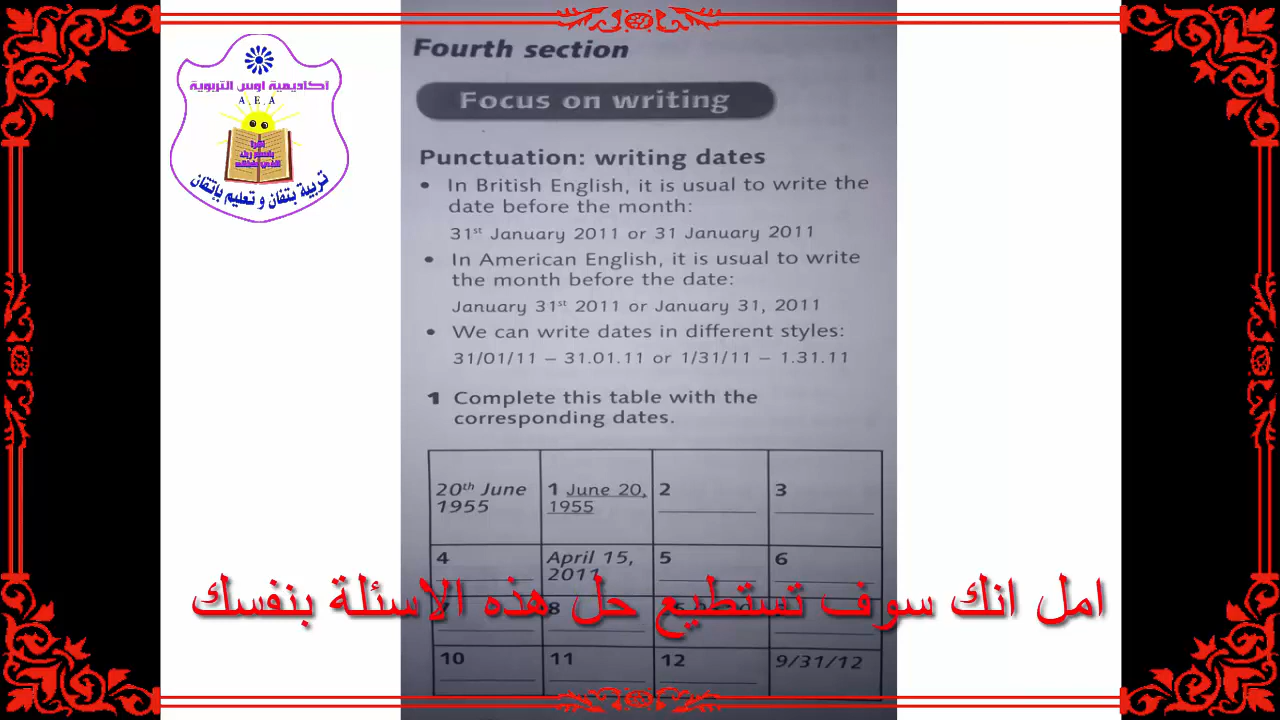 اكاديمية اوس التربوية
A.E.A
اقرأ
تربية بتفان و تعليم بإتقان
Fourth section
Focus on writing
Punctuation: writing dates
• In British English, it is usual to write the
date before the month:
31st January 2011 or 31 January 2011
• In American English, it is usual to write
the month before the date:
January 31st 2011 or January 31, 2011
• We can write dates in different styles:
31/01/11 – 31.01.11 or 1/31/11 – 1.31.11
1 Complete this table with the
corresponding dates.
20th June
1955
1 June 20,
1955
2
3
4
April 15,
2011
5
6
8
امل انك سوف تستطيع حل هذه الاسئلة بنفسك
10
11
12
9/31/12